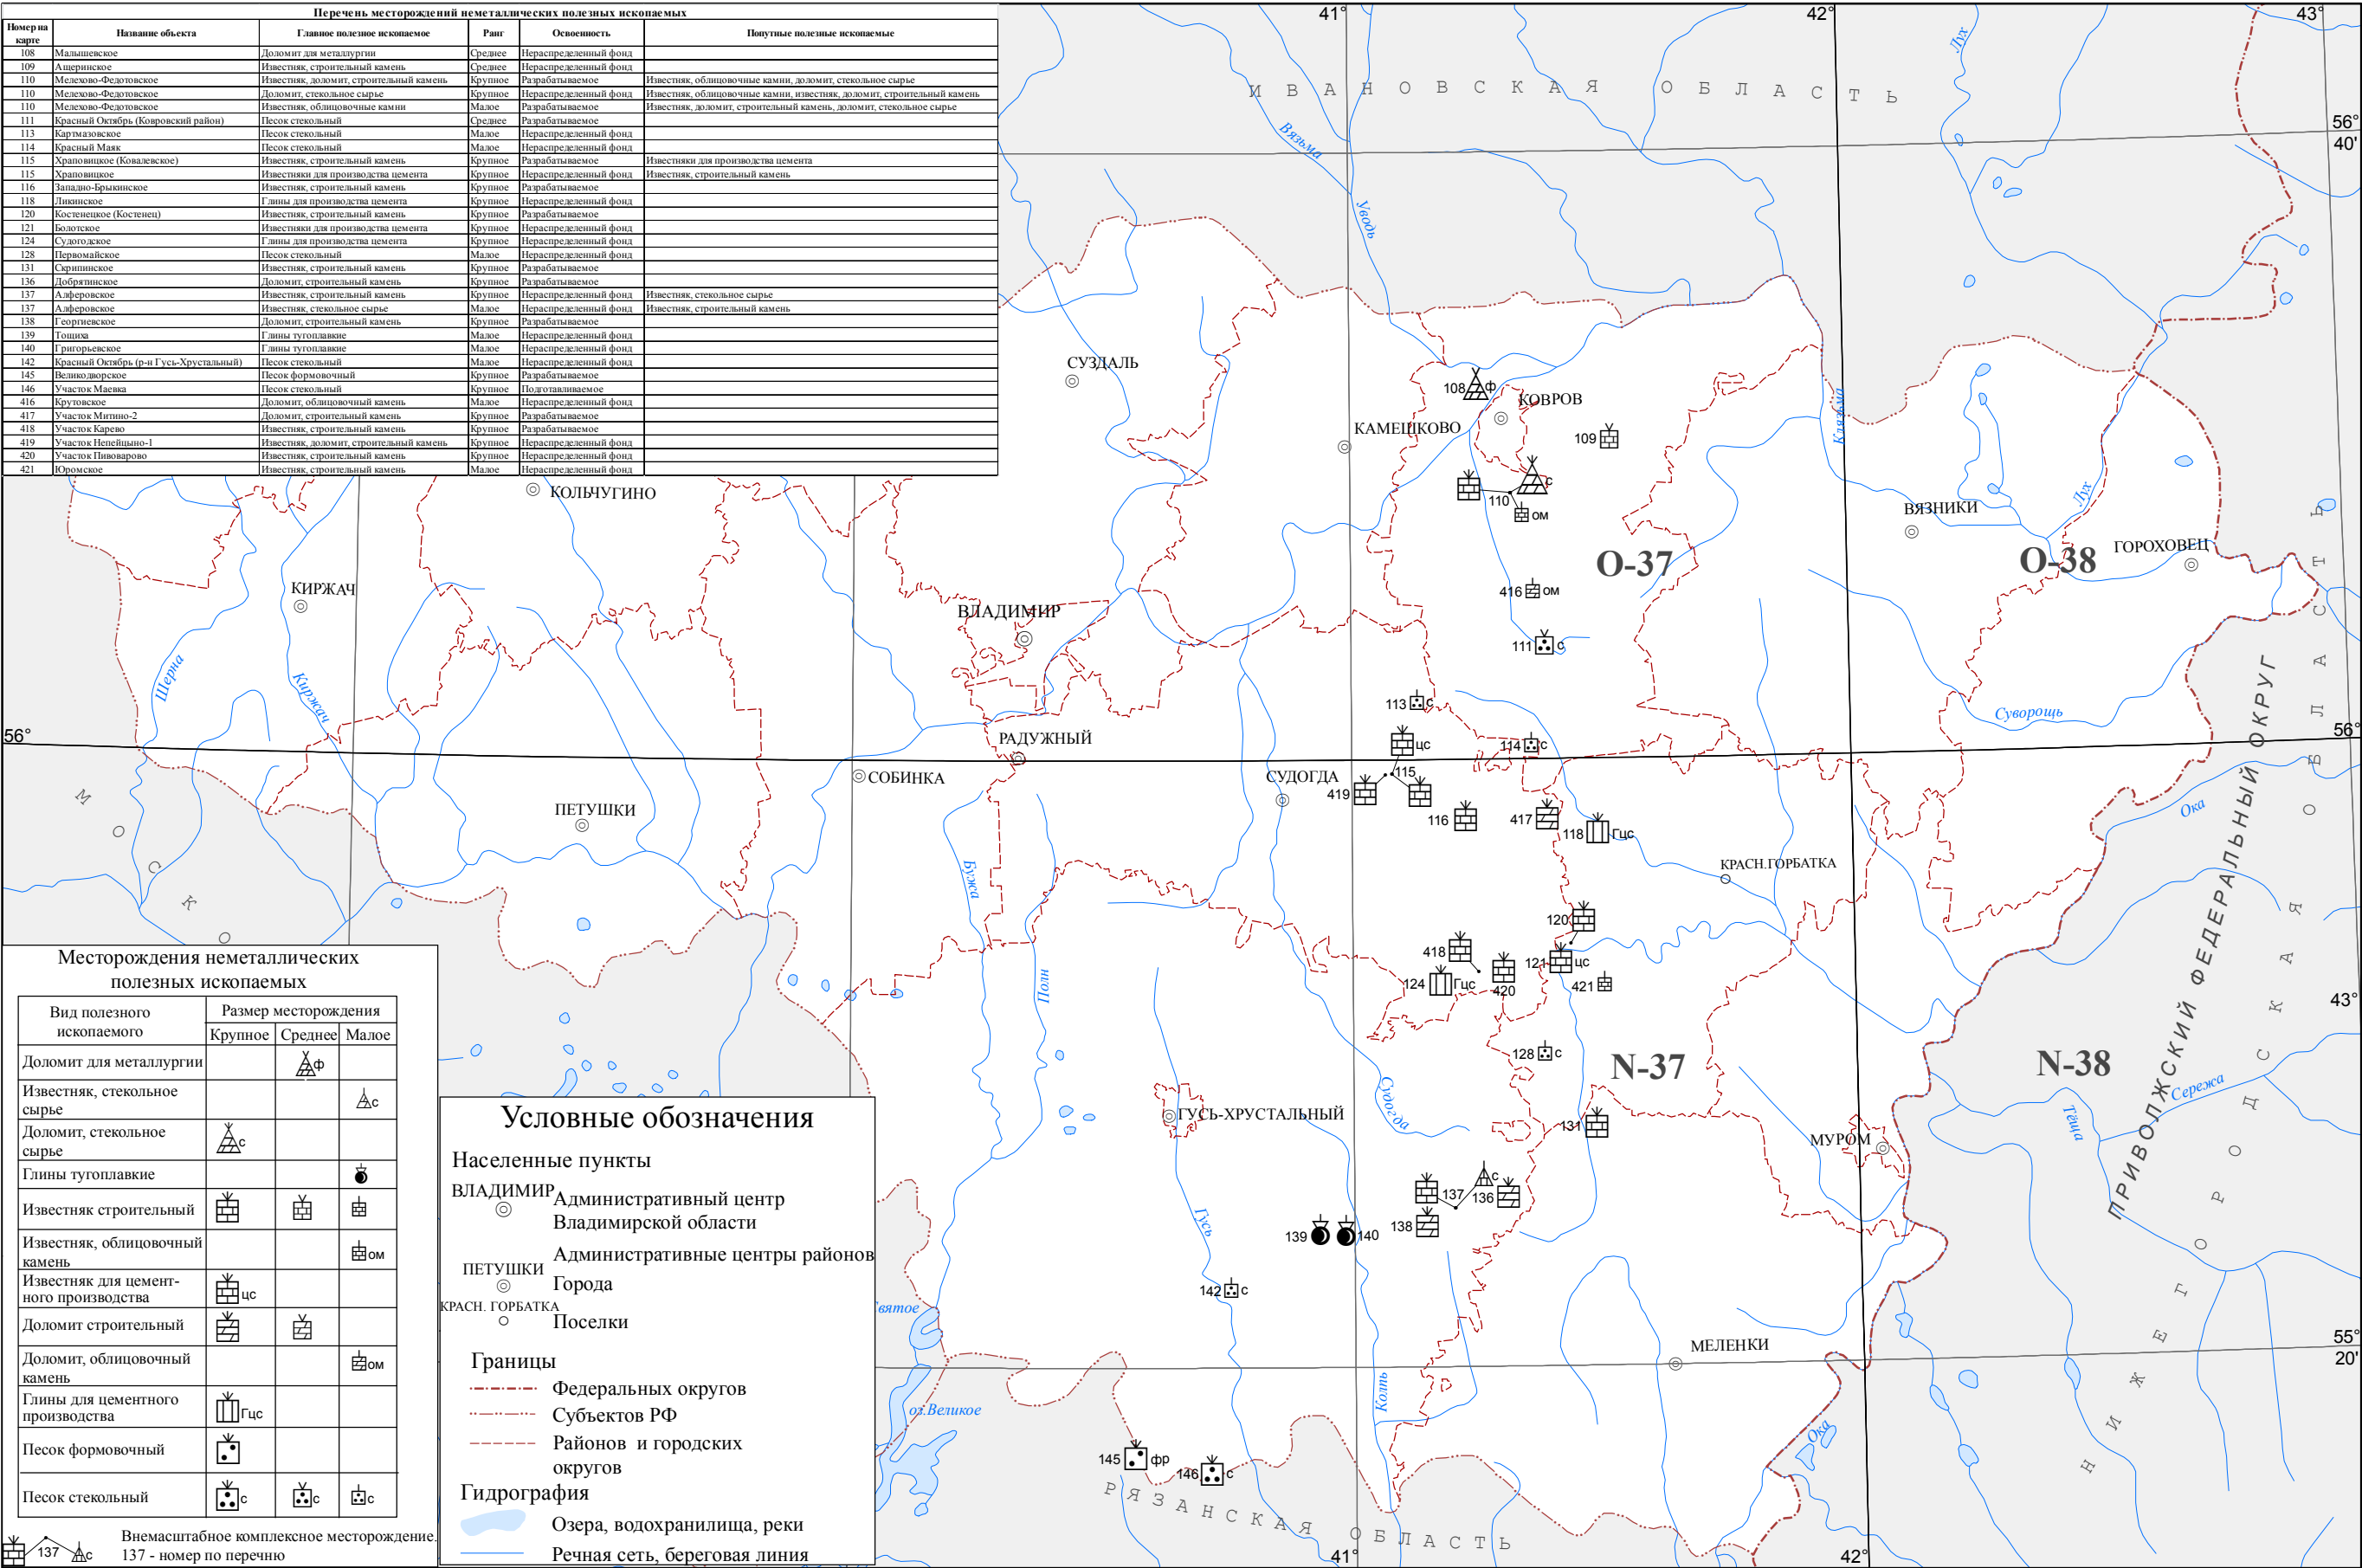 Перечень месторождений неметаллических полезных ископаемых
Номер на карте Название объекта Главное полезное ископаемое Ранг Освоенность Попутные полезные ископаемые
108 Малышевское Доломит для металлургии Среднее Нераспределенный фонд
109 Ащеринское Известняк, строительный камень Среднее Нераспределенный фонд
110 Мелехово-Федотовское Известняк, доломит, строительный камень Крупное Разрабатываемое Известняк, облицовочные камни, доломит, стекольное сырье
110 Мелехово-Федотовское Доломит, стекольное сырье Крупное Нераспределенный фонд Известняк, облицовочные камни, известняк, доломит, строительный камень
110 Мелехово-Федотовское Известняк, облицовочные камни Малое Разрабатываемое Известняк, доломит, строительный камень, доломит, стекольное сырье
111 Красный Октябрь (Ковровский район) Песок стекольный Среднее Разрабатываемое
113 Картмазовское Песок стекольный Малое Нераспределенный фонд
114 Красный Маяк Песок стекольный Малое Нераспределенный фонд
115 Храповицкое (Ковалевское) Известняк, строительный камень Крупное Разрабатываемое Известняки для производства цемента
115 Храповицкое Известняки для производства цемента Крупное Нераспределенный фонд Известняк, строительный камень
116 Западно-Брыкинское Известняк, строительный камень Крупное Разрабатываемое
118 Ликинское Глины для производства цемента Крупное Нераспределенный фонд
120 Костенецкое (Костенец) Известняк, строительный камень Крупное Разрабатываемое
121 Болотское Известняки для производства цемента Крупное Нераспределенный фонд
124 Судогодское Глины для производства цемента Крупное Нераспределенный фонд
128 Первомайское Песок стекольный Малое Нераспределенный фонд
131 Скрипинское Известняк, строительный камень Крупное Разрабатываемое
136 Добрятинское Доломит, строительный камень Крупное Разрабатываемое
137 Алферовское Известняк, строительный камень Крупное Нераспределенный фонд Известняк, стекольное сырье
137 Алферовское Известняк, стекольное сырье Малое Нераспределенный фонд Известняк, строительный камень
138 Георгиевское Доломит, строительный камень Крупное Разрабатываемое
139 Тощиха Глины тугоплавкие Малое Нераспределенный фонд
140 Григорьевское Глины тугоплавкие Малое Нераспределенный фонд
142 Красный Октябрь (р-н Гусь-Хрустальный) Песок стекольный Малое Нераспределенный фонд
145 Великодворское Песок формовочный Крупное Разрабатываемое
146 Участок Маевка Песок стекольный Крупное Подготавливаемое
416 Крутовское Доломит, облицовочный камень Малое Нераспределенный фонд
417 Участок Митино-2 Доломит, строительный камень Крупное Разрабатываемое
418 Участок Карево Известняк, строительный камень Крупное Разрабатываемое
419 Участок Непейцыно-1 Известняк, доломит, строительный камень Крупное Нераспределенный фонд
420 Участок Пивоварово Известняк, строительный камень Крупное Нераспределенный фонд
421 Юромское Известняк, строительный камень Малое Нераспределенный фонд
41° 42° 43°
Лух
ИВАНОВСКАЯ ОБЛАСТЬ
Вязьма
56°
40'
Уводь
СУЗДАЛЬ
108 ф
КОВРОВ
КАМЕШКОВО
109
Клязьма
110 с
ом
КОЛЬЧУГИНО
ВЯЗНИКИ
Лух
О-37
О-38
ГОРОХОВЕЦ
КИРЖАЧ
416 ом
ВЛАДИМИР
111 с
Шерна
Киржач
113 с
Суворощь
56°
РАДУЖНЫЙ
цс
114 с
56°
СОБИНКА
СУДОГДА
115
419
Ока
ПЕТУШКИ
116
417
118 Гцс
МОСКО
Бужа
КРАСН.ГОРБАТКА
120
418
121 цс
124 Гцс
420
421
Полн
43°
128 с
N-37
N-38
Судогда
Сережа
Тёша
ГУСЬ-ХРУСТАЛЬНЫЙ
131
МУРОМ
ПРИВОЛЖСКИЙ ФЕДЕРАЛЬНЫЙ ОКРУГ
НИЖЕГОРОДСКАЯ ОБЛАСТЬ
137 с
136
138
139 140
Гусь
142 с
святое
МЕЛЕНКИ
55°
20'
Колпь
оз.Великое
Ока
145 фр
146 с
РЯЗАНСКАЯ ОБЛАСТЬ
41° 42°
Месторождения неметаллических
полезных ископаемых
Вид полезного ископаемого Размер месторождения
Крупное Среднее Малое
Доломит для металлургии ф
Известняк, стекольное
сырье с
Доломит, стекольное
сырье с
Глины тугоплавкие
Известняк строительный
Известняк, облицовочный
камень ом
Известняк для цемент-
ного производства цс
Доломит строительный
Доломит, облицовочный
камень ом
Глины для цементного
производства Гцс
Песок формовочный
Песок стекольный с с с
137 с
Внемасштабное комплексное месторождение.
137 - номер по перечню
Условные обозначения
Населенные пункты
ВЛАДИМИР Административный центр
Владимирской области
Административные центры районов
ПЕТУШКИ
Города
КРАСН. ГОРБАТКА
Поселки
Границы
Федеральных округов
Субъектов РФ
Районов и городских
округов
Гидрография
Озера, водохранилища, реки
Речная сеть, береговая линия